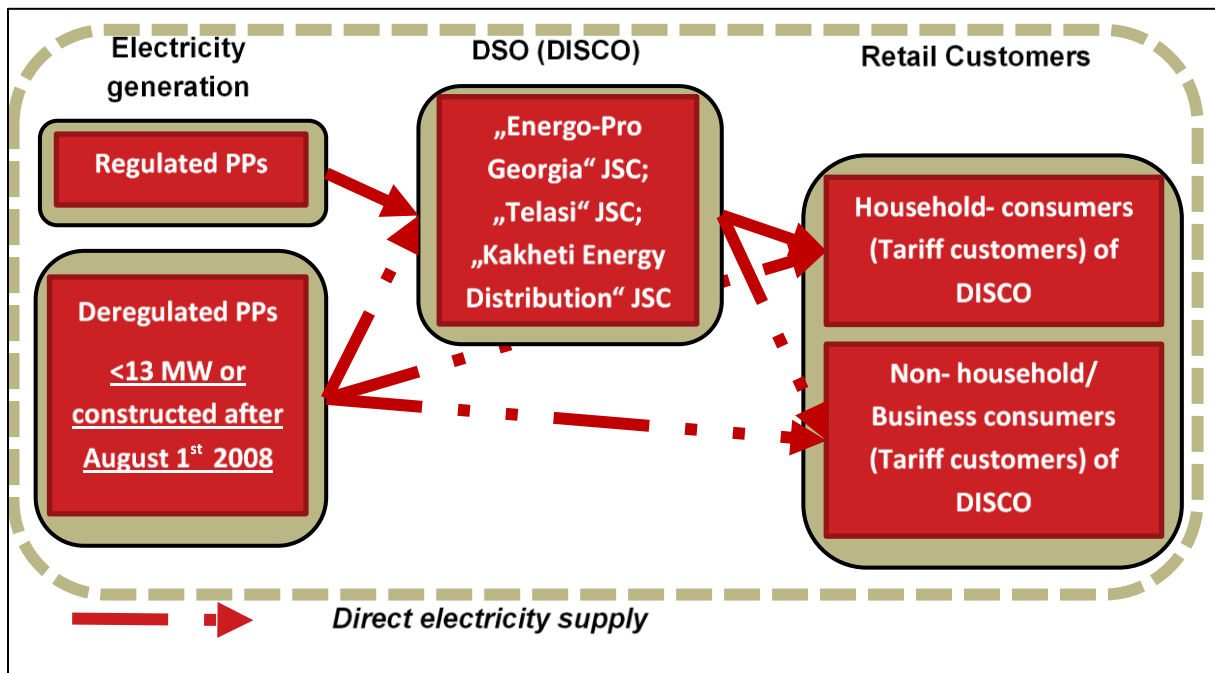 Electricity
generation
DSO (DISCO)
Retail Customers
Regulated PPs
Deregulated PPs
<13 MW or
constructed after
August 1st 2008
„Energo-Pro
Georgia“ JSC;
„Telasi“ JSC;
„Kakheti Energy
Distribution“ JSC
Household- consumers
(Tariff customers) of
DISCO
Non- household/
Business consumers
(Tariff customers) of
DISCO
Direct electricity supply